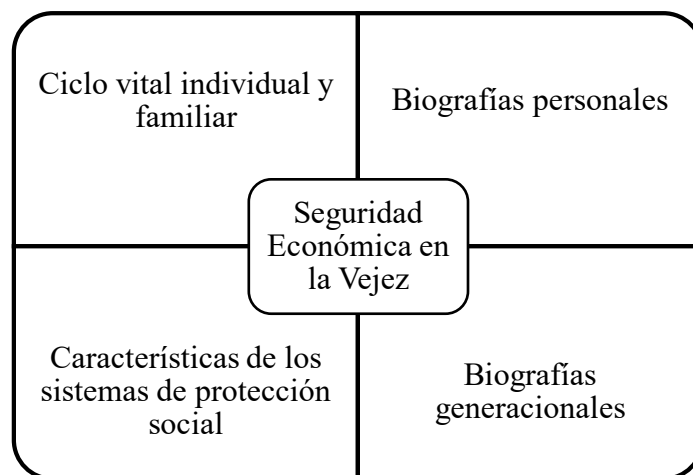 Ciclo vital individual y
familiar
Biografías personales
Seguridad
Económica en
la Vejez
Características de los
sistemas de protección
social
Biografías
generacionales